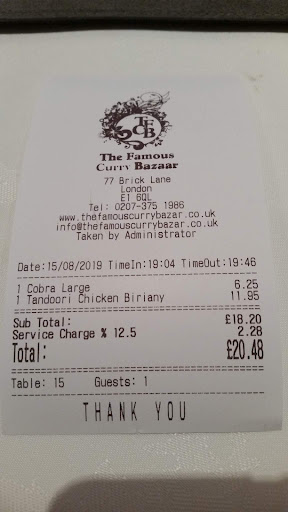 TFCB
The Famous
Curry Bazaar
77 Brick Lane
London
E1 6QL
Tel: 0207-375 1986
www.thefamouscurrybazar.co.uk
info@thefamouscurrybazar.co.uk
Taken by Administrator
Date:15/08/2019 TimeIn:19:04 TimeOut:19:46
1 Cobra Large 6.25
1 Tandoori Chicken Biriany 11.95
Sub Total: £18.20
Service Charge % 12.5 2.28
Total: £20.48
Table: 15 Guests: 1
THANK YOU